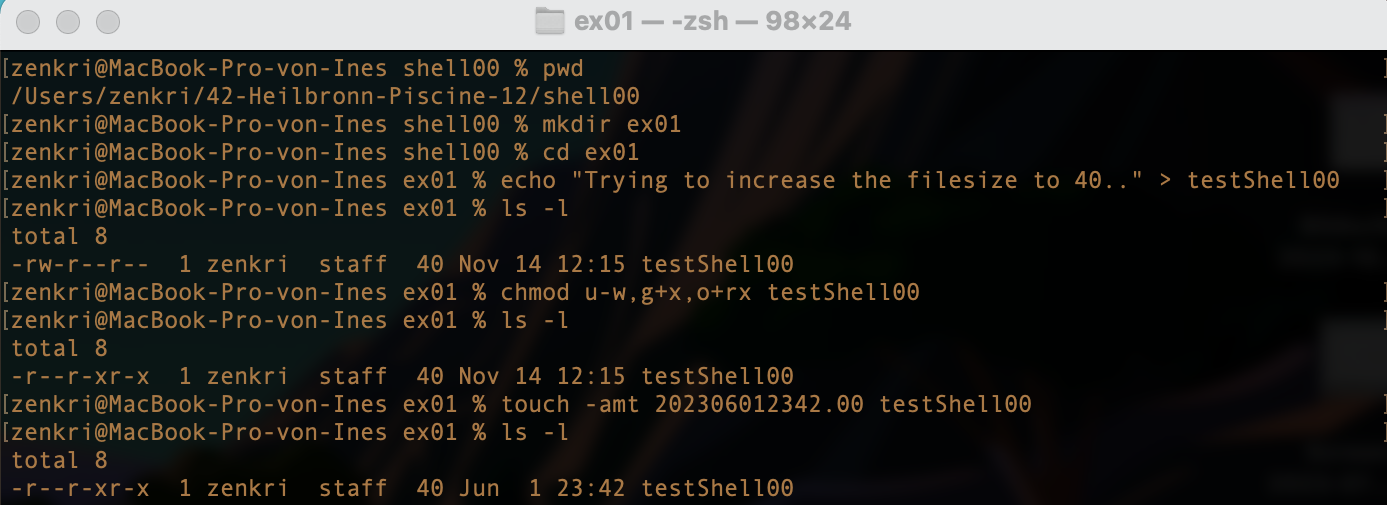 ex01 — -zsh — 98×24
[zenkri@MacBook-Pro-von-Ines shell00 % pwd
/Users/zenkri/42-Heilbronn-Piscine-12/shell00
[zenkri@MacBook-Pro-von-Ines shell00 % mkdir ex01
[zenkri@MacBook-Pro-von-Ines shell00 % cd ex01
[zenkri@MacBook-Pro-von-Ines ex01 % echo "Trying to increase the filesize to 40.." > testShell00
[zenkri@MacBook-Pro-von-Ines ex01 % ls -l
total 8
-rw-r--r--  1 zenkri  staff  40 Nov 14 12:15 testShell00
[zenkri@MacBook-Pro-von-Ines ex01 % chmod u-w,g+x,o+rx testShell00
[zenkri@MacBook-Pro-von-Ines ex01 % ls -l
total 8
-r--r-xr-x  1 zenkri  staff  40 Nov 14 12:15 testShell00
[zenkri@MacBook-Pro-von-Ines ex01 % touch -amt 202306012342.00 testShell00
[zenkri@MacBook-Pro-von-Ines ex01 % ls -l
total 8
-r--r-xr-x  1 zenkri  staff  40 Jun  1 23:42 testShell00